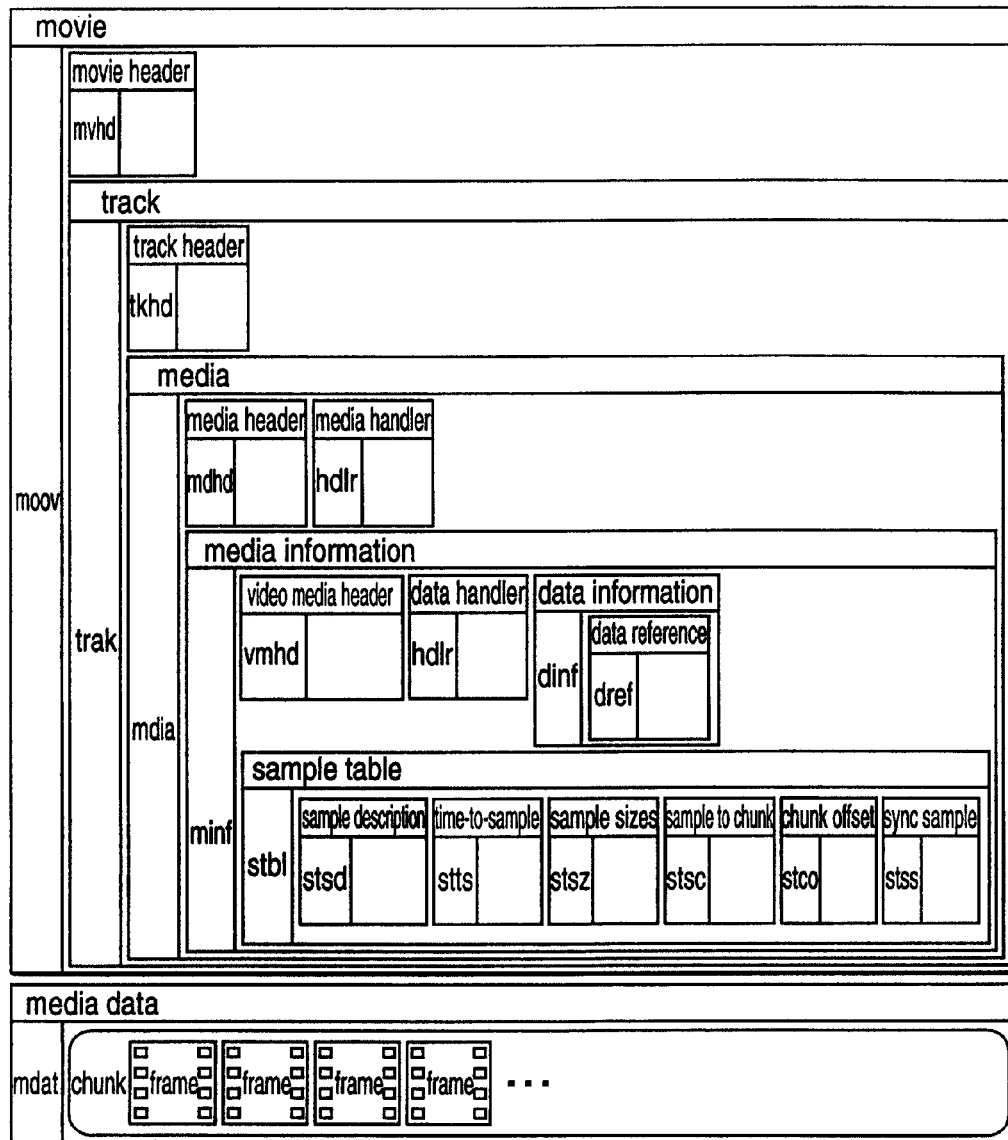 movie
movie header
mvhd
track
track header
tkhd
media
media header media handler
mdhd hdlr
moov
media information
video media header data handler data information
data reference
trak
vmhd hdlr dinf dref
mdia
sample table
minf
sample description time-to-sample sample sizes sample to chunk chunk offset sync sample
stbl stsd stts stsz stsc stco stss
media data
mdat chunk frame frame frame frame ...